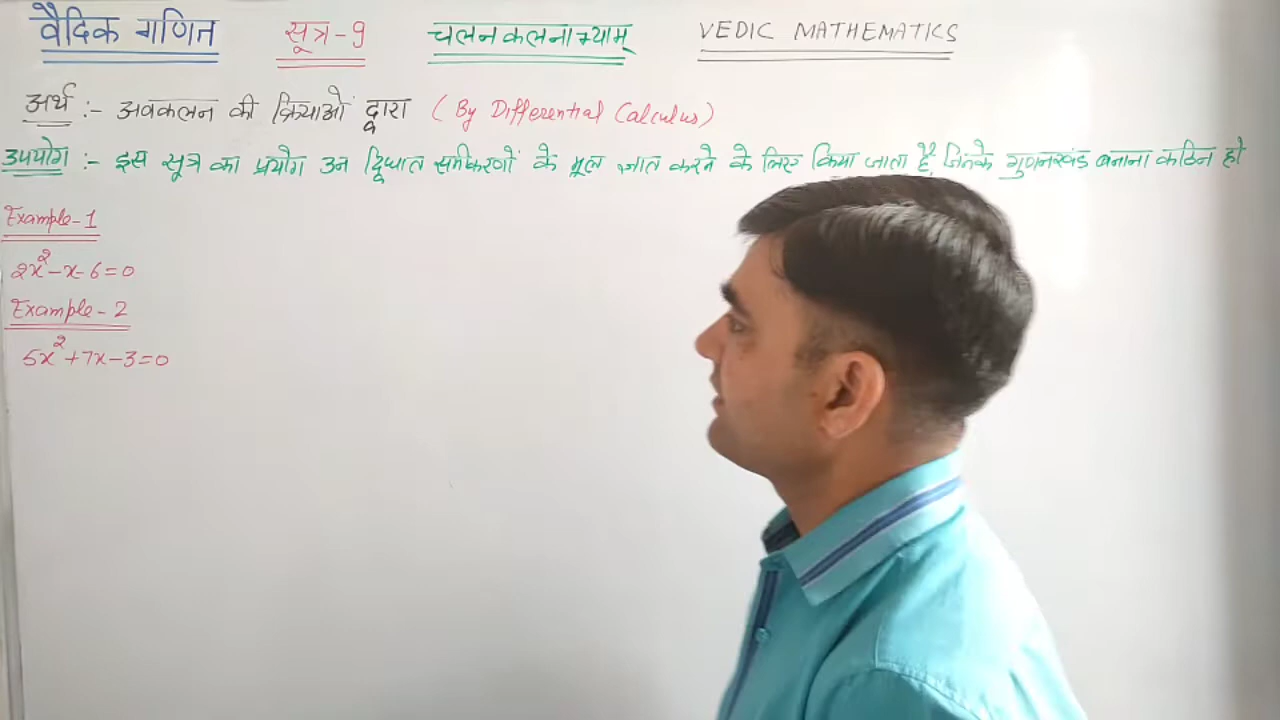 वैदिक गणित सूत्र-9 चलनकलनाभ्याम् VEDIC MATHEMATICS
अर्थ :- अवकलन की क्रियाओं द्वारा ( By Differential Calculus)
उपयोग :- इस सूत्र का प्रयोग उन द्विघात समीकरणों के मूल ज्ञात करने के लिए किया जाता है, जिनके गुणनखंड बनाना कठिन हो
Example-1
2x²-x-6=0
Example-2
5x²+7x-3=0